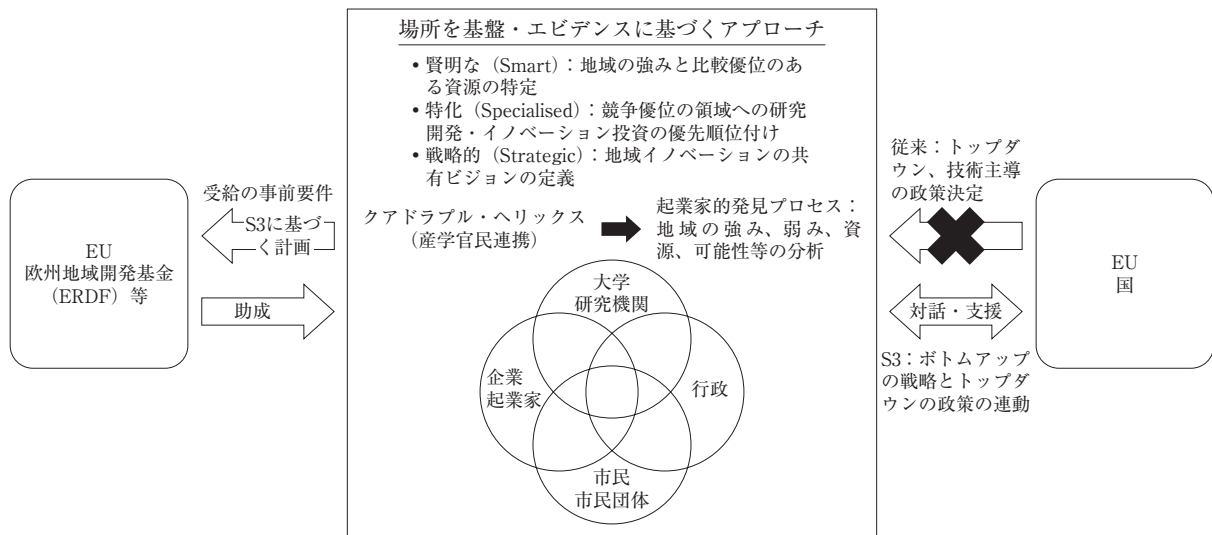 場所を基盤・エビデンスに基づくアプローチ
• 賢明な（Smart）：地域の強みと比較優位のあ
る資源の特定
• 特化（Specialised）：競争優位の領域への研究
開発・イノベーション投資の優先順位付け
• 戦略的（Strategic）：地域イノベーションの共
有ビジョンの定義
クアドラプル・ヘリックス
（産学官民連携）
起業家的発見プロセス：
地域の強み、弱み、資
源、可能性等の分析
大学
研究機関
企業
起業家
行政
市民
市民団体
EU
欧州地域開発基金
（ERDF）等
受給の事前要件
S3に基づ
く計画
助成
従来：トップダ
ウン、技術主導
の政策決定
対話・支援
S3：ボトムアップ
の戦略とトップダ
ウンの政策の連動
EU
国